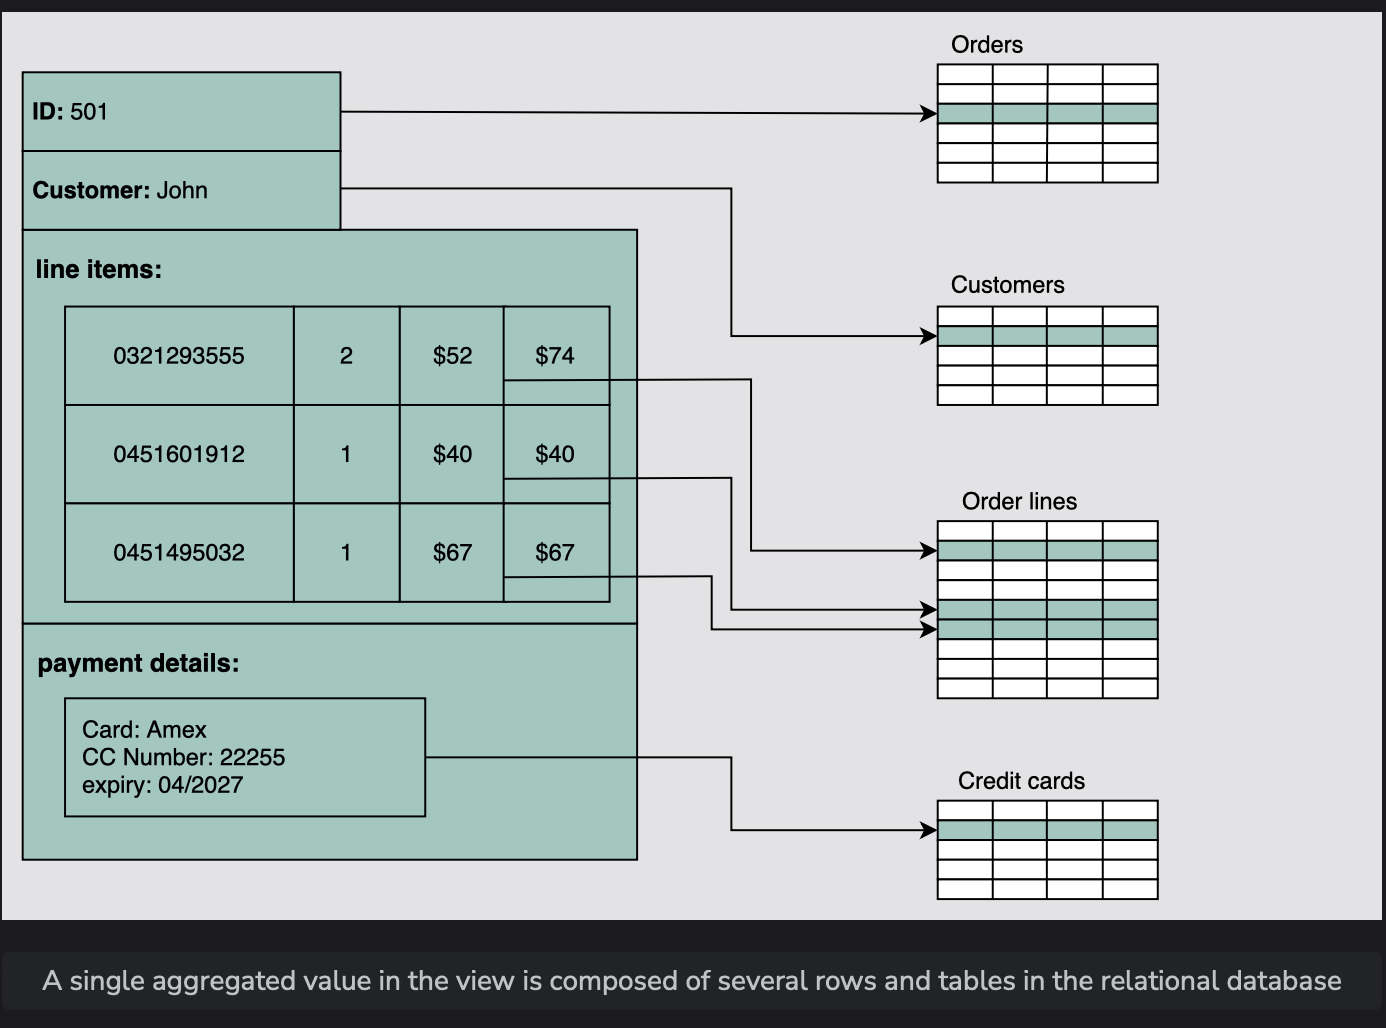 Orders
ID: 501
Customer: John
Customers
line items:
0321293555 2 $52 $74
0451601912 1 $40 $40
0451495032 1 $67 $67
Order lines
payment details:
Card: Amex
CC Number: 22255
expiry: 04/2027
Credit cards
A single aggregated value in the view is composed of several rows and tables in the relational database